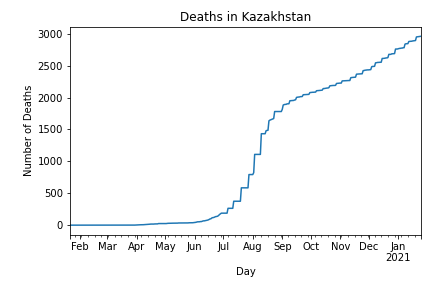 Deaths in Kazakhstan
3000
2500
2000
1500
1000
500
0
Number of Deaths
Feb Mar Apr May Jun Jul Aug Sep Oct Nov Dec Jan
2021
Day